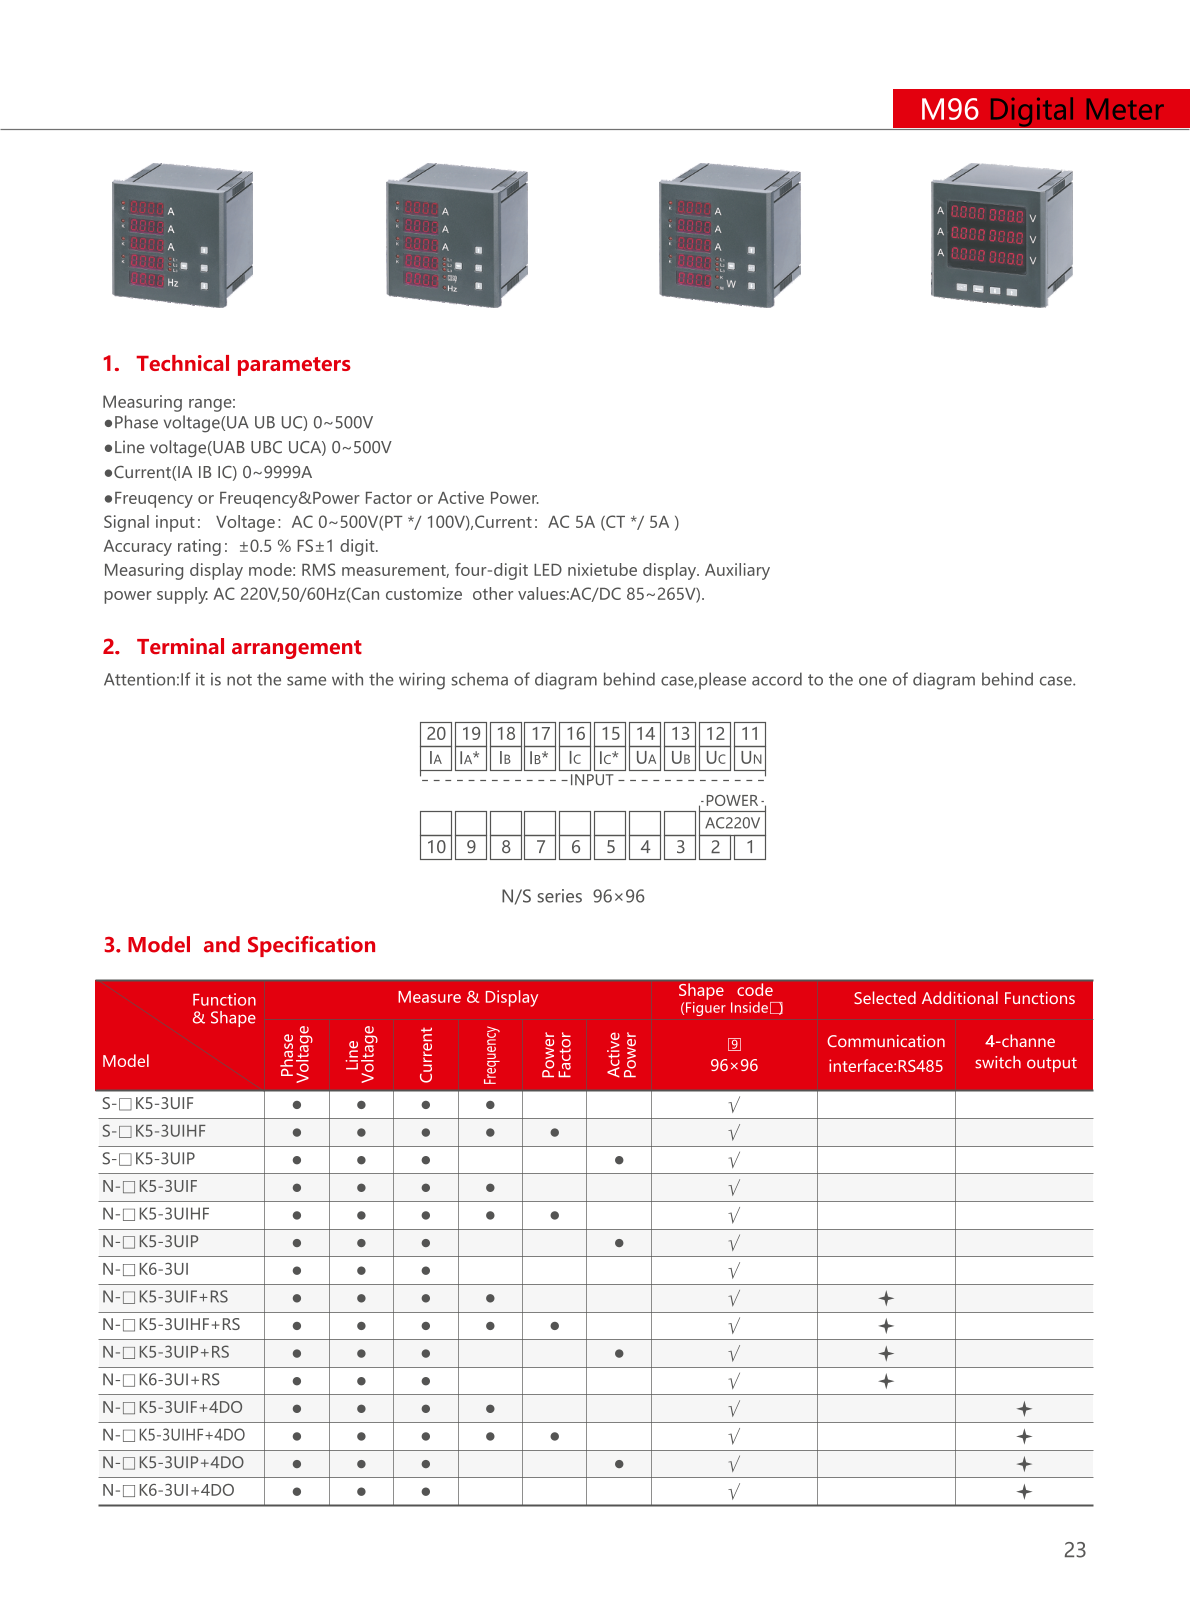 M96 Digital Meter
A
A
A
Hz
A
A
A
Hz
A
A
A
W
A V
A V
A V
1. Technical parameters
Measuring range:
●Phase voltage(UA UB UC) 0~500V
●Line voltage(UAB UBC UCA) 0~500V
●Current(IA IB IC) 0~9999A
●Freuqency or Freuqency&Power Factor or Active Power.
Signal input： Voltage：AC 0~500V(PT */ 100V),Current：AC 5A (CT */ 5A )
Accuracy rating：±0.5 % FS±1 digit.
Measuring display mode: RMS measurement, four-digit LED nixietube display. Auxiliary
power supply: AC 220V,50/60Hz(Can customize other values:AC/DC 85~265V).
2. Terminal arrangement
Attention:If it is not the same with the wiring schema of diagram behind case,please accord to the one of diagram behind case.
20 19 18 17 16 15 14 13 12 11
IA IA* IB IB* IC IC* UA UB UC UN
INPUT
POWER
AC220V
10 9 8 7 6 5 4 3 2 1
N/S series 96×96
3. Model and Specification
Function
& Shape
Model
Measure & Display
Phase
Voltage
Line
Voltage
Current
Frequency
Power
Factor
Active
Power
Shape code
(Figuer Inside□)
9
96×96
Selected Additional Functions
Communication
interface:RS485
4-channe
switch output
S-□K5-3UIF ● ● ● ● √
S-□K5-3UIHF ● ● ● ● ● √
S-□K5-3UIP ● ● ● ● √
N-□K5-3UIF ● ● ● ● √
N-□K5-3UIHF ● ● ● ● ● √
N-□K5-3UIP ● ● ● ● √
N-□K6-3UI ● ● ● √
N-□K5-3UIF+RS ● ● ● ● √ ✦
N-□K5-3UIHF+RS ● ● ● ● ● √ ✦
N-□K5-3UIP+RS ● ● ● ● √ ✦
N-□K6-3UI+RS ● ● ● √ ✦
N-□K5-3UIF+4DO ● ● ● ● √ ✦
N-□K5-3UIHF+4DO ● ● ● ● ● √ ✦
N-□K5-3UIP+4DO ● ● ● ● √ ✦
N-□K6-3UI+4DO ● ● ● √ ✦
23